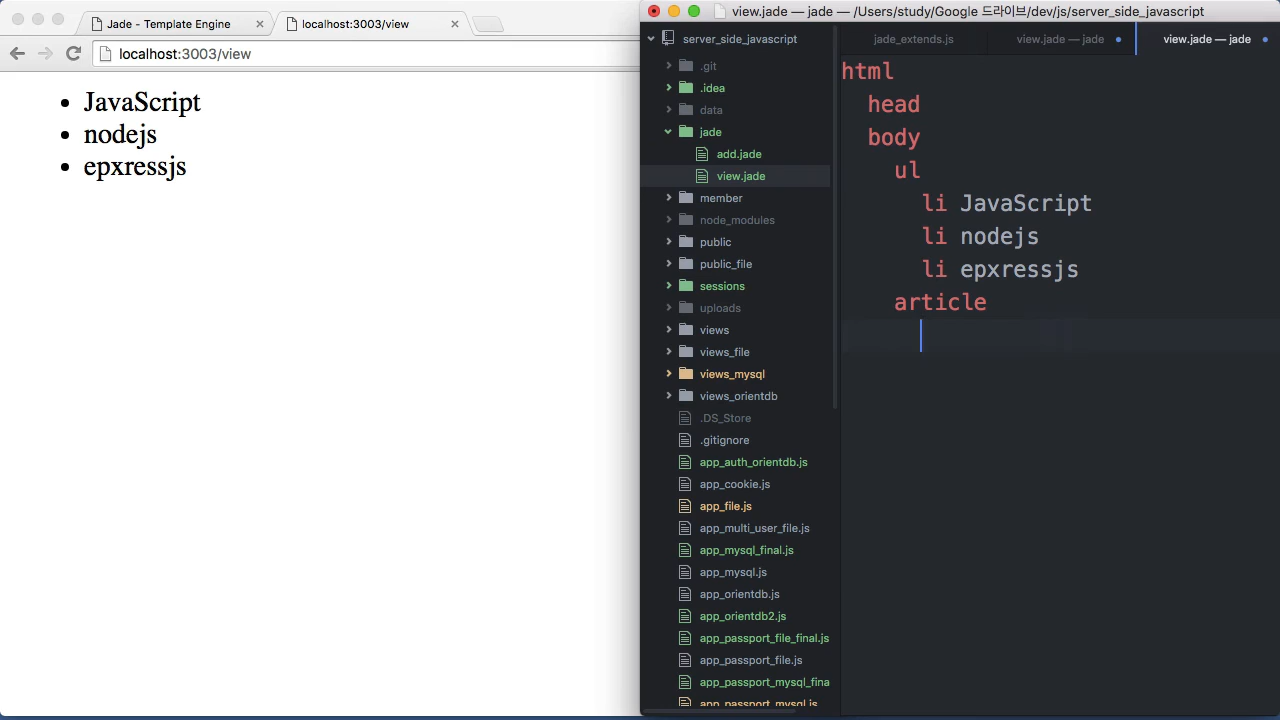 Jade - Template Engine
localhost:3003/view
localhost:3003/view
JavaScript
nodejs
epxressjs
view.jade — jade — /Users/study/Google 드라이브/dev/js/server_side_javascript
server_side_javascript
.git
.idea
data
jade
add.jade
view.jade
member
node_modules
public
public_file
sessions
uploads
views
views_file
views_mysql
views_orientdb
.DS_Store
.gitignore
app_auth_orientdb.js
app_cookie.js
app_file.js
app_multi_user_file.js
app_mysql_final.js
app_mysql.js
app_orientdb.js
app_orientdb2.js
app_passport_file_final.js
app_passport_file.js
app_passport_mysql_fina
app_passport_mysql.js
jade_extends.js
view.jade — jade
view.jade — jade
html
head
body
ul
li JavaScript
li nodejs
li epxressjs
article